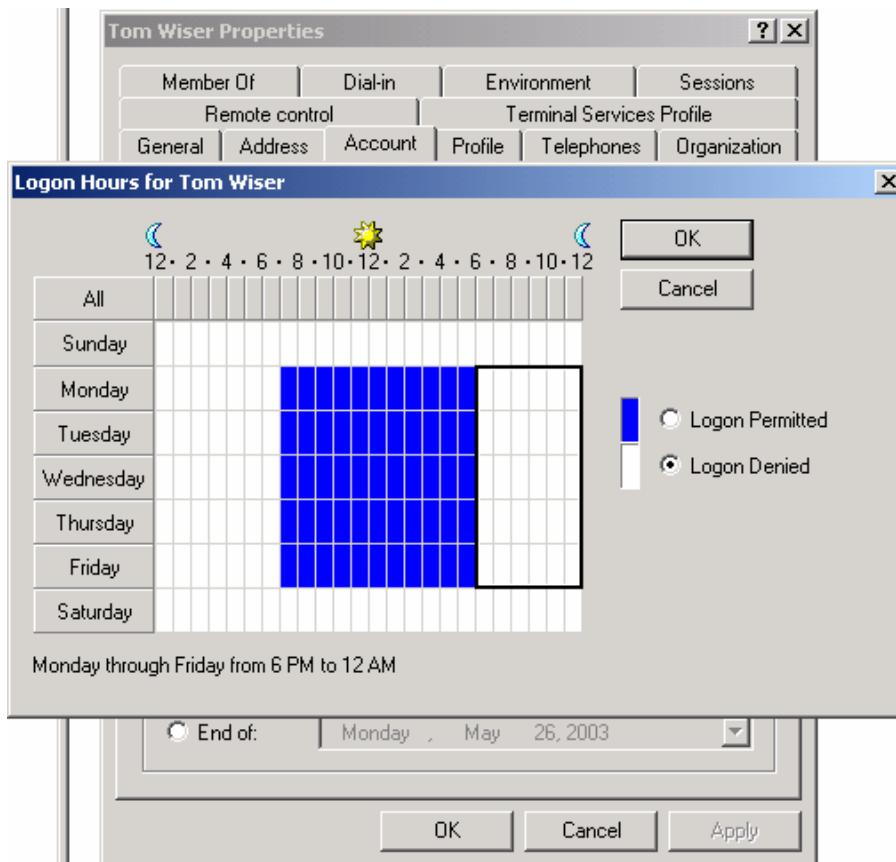 Tom Wiser Properties
Member Of Dial-in Environment Sessions
Remote control Terminal Services Profile
General Address Account Profile Telephones Organization
Logon Hours for Tom Wiser
12 · 2 · 4 · 6 · 8 · 10 · 12 · 2 · 4 · 6 · 8 · 10 · 12
OK
Cancel
All
Sunday
Monday
Tuesday
Wednesday
Thursday
Friday
Saturday
Logon Permitted
Logon Denied
Monday through Friday from 6 PM to 12 AM
End of: Monday , May 26, 2003
OK Cancel Apply